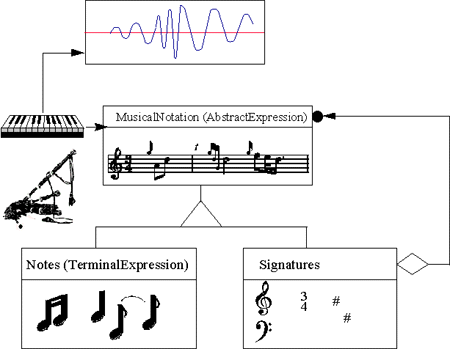 MusicalNotation (AbstractExpression)
Notes (TerminalExpression)
Signatures
3
4
#
#